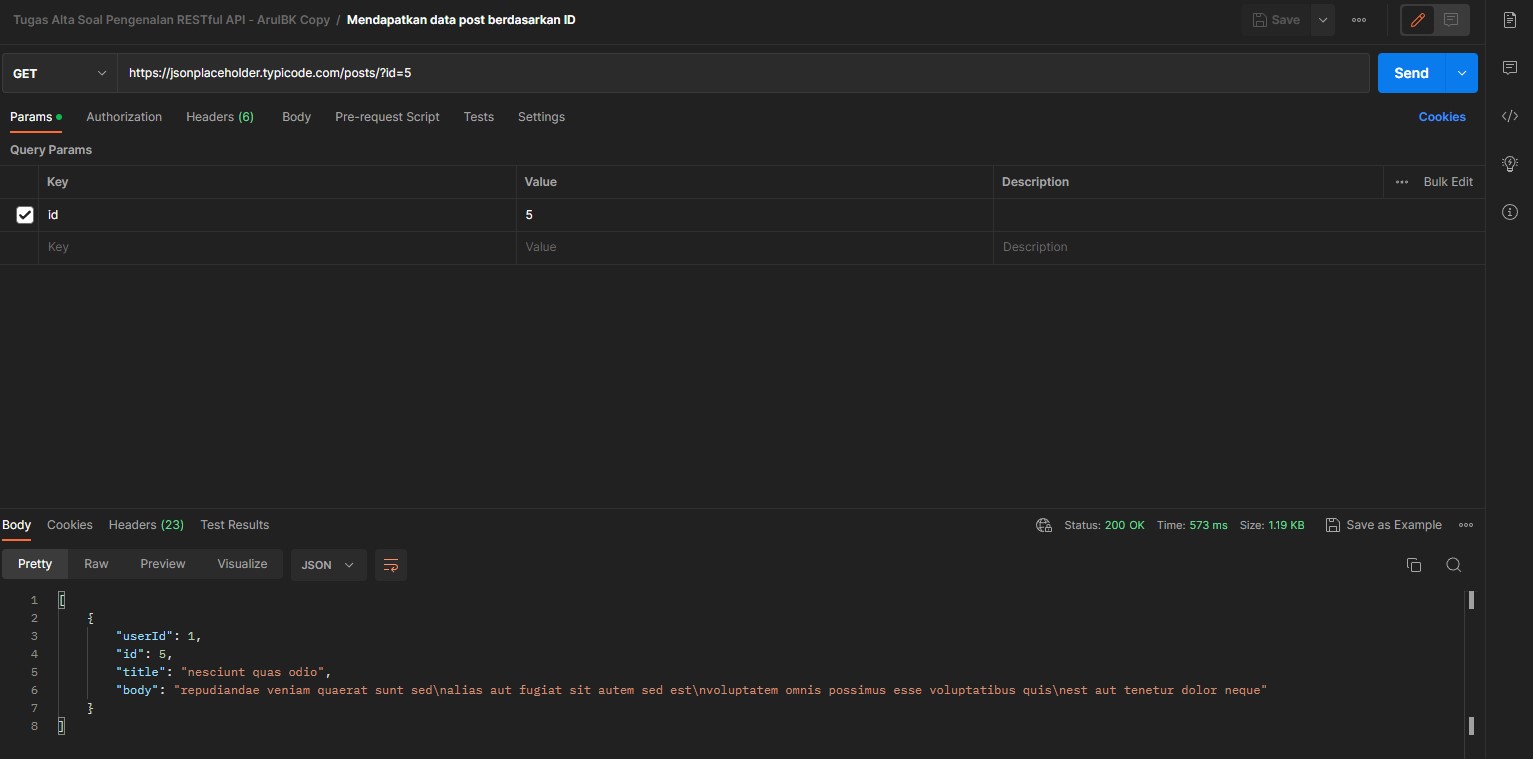 Tugas Alta Soal Pengenalan RESTful API - ArulBK Copy / Mendapatkan data post berdasarkan ID
Save
GET https://jsonplaceholder.typicode.com/posts/?id=5 Send
Params Authorization Headers (6) Body Pre-request Script Tests Settings Cookies
Query Params
Key Value Description Bulk Edit
id 5
Key Value Description
Body Cookies Headers (23) Test Results Status: 200 OK Time: 573 ms Size: 1.19 KB Save as Example
Pretty Raw Preview Visualize JSON
1 [
2 {
3 "userId": 1,
4 "id": 5,
5 "title": "nesciunt quas odio",
6 "body": "repudiandae veniam quaerat sunt sed\nalias aut fugiat sit autem sed est\nvoluptatem omnis possimus esse voluptatibus quis\nest aut tenetur dolor neque"
7 }
8 ]